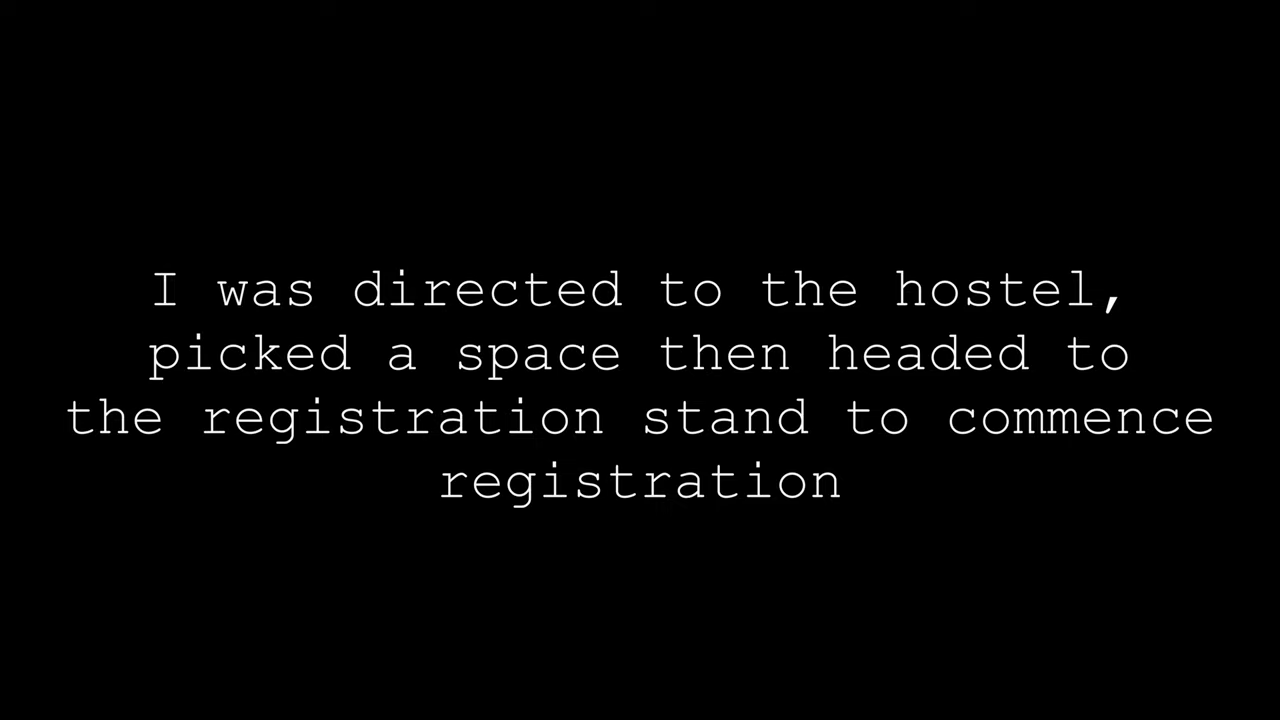 I was directed to the hostel,
picked a space then headed to
the registration stand to commence
registration